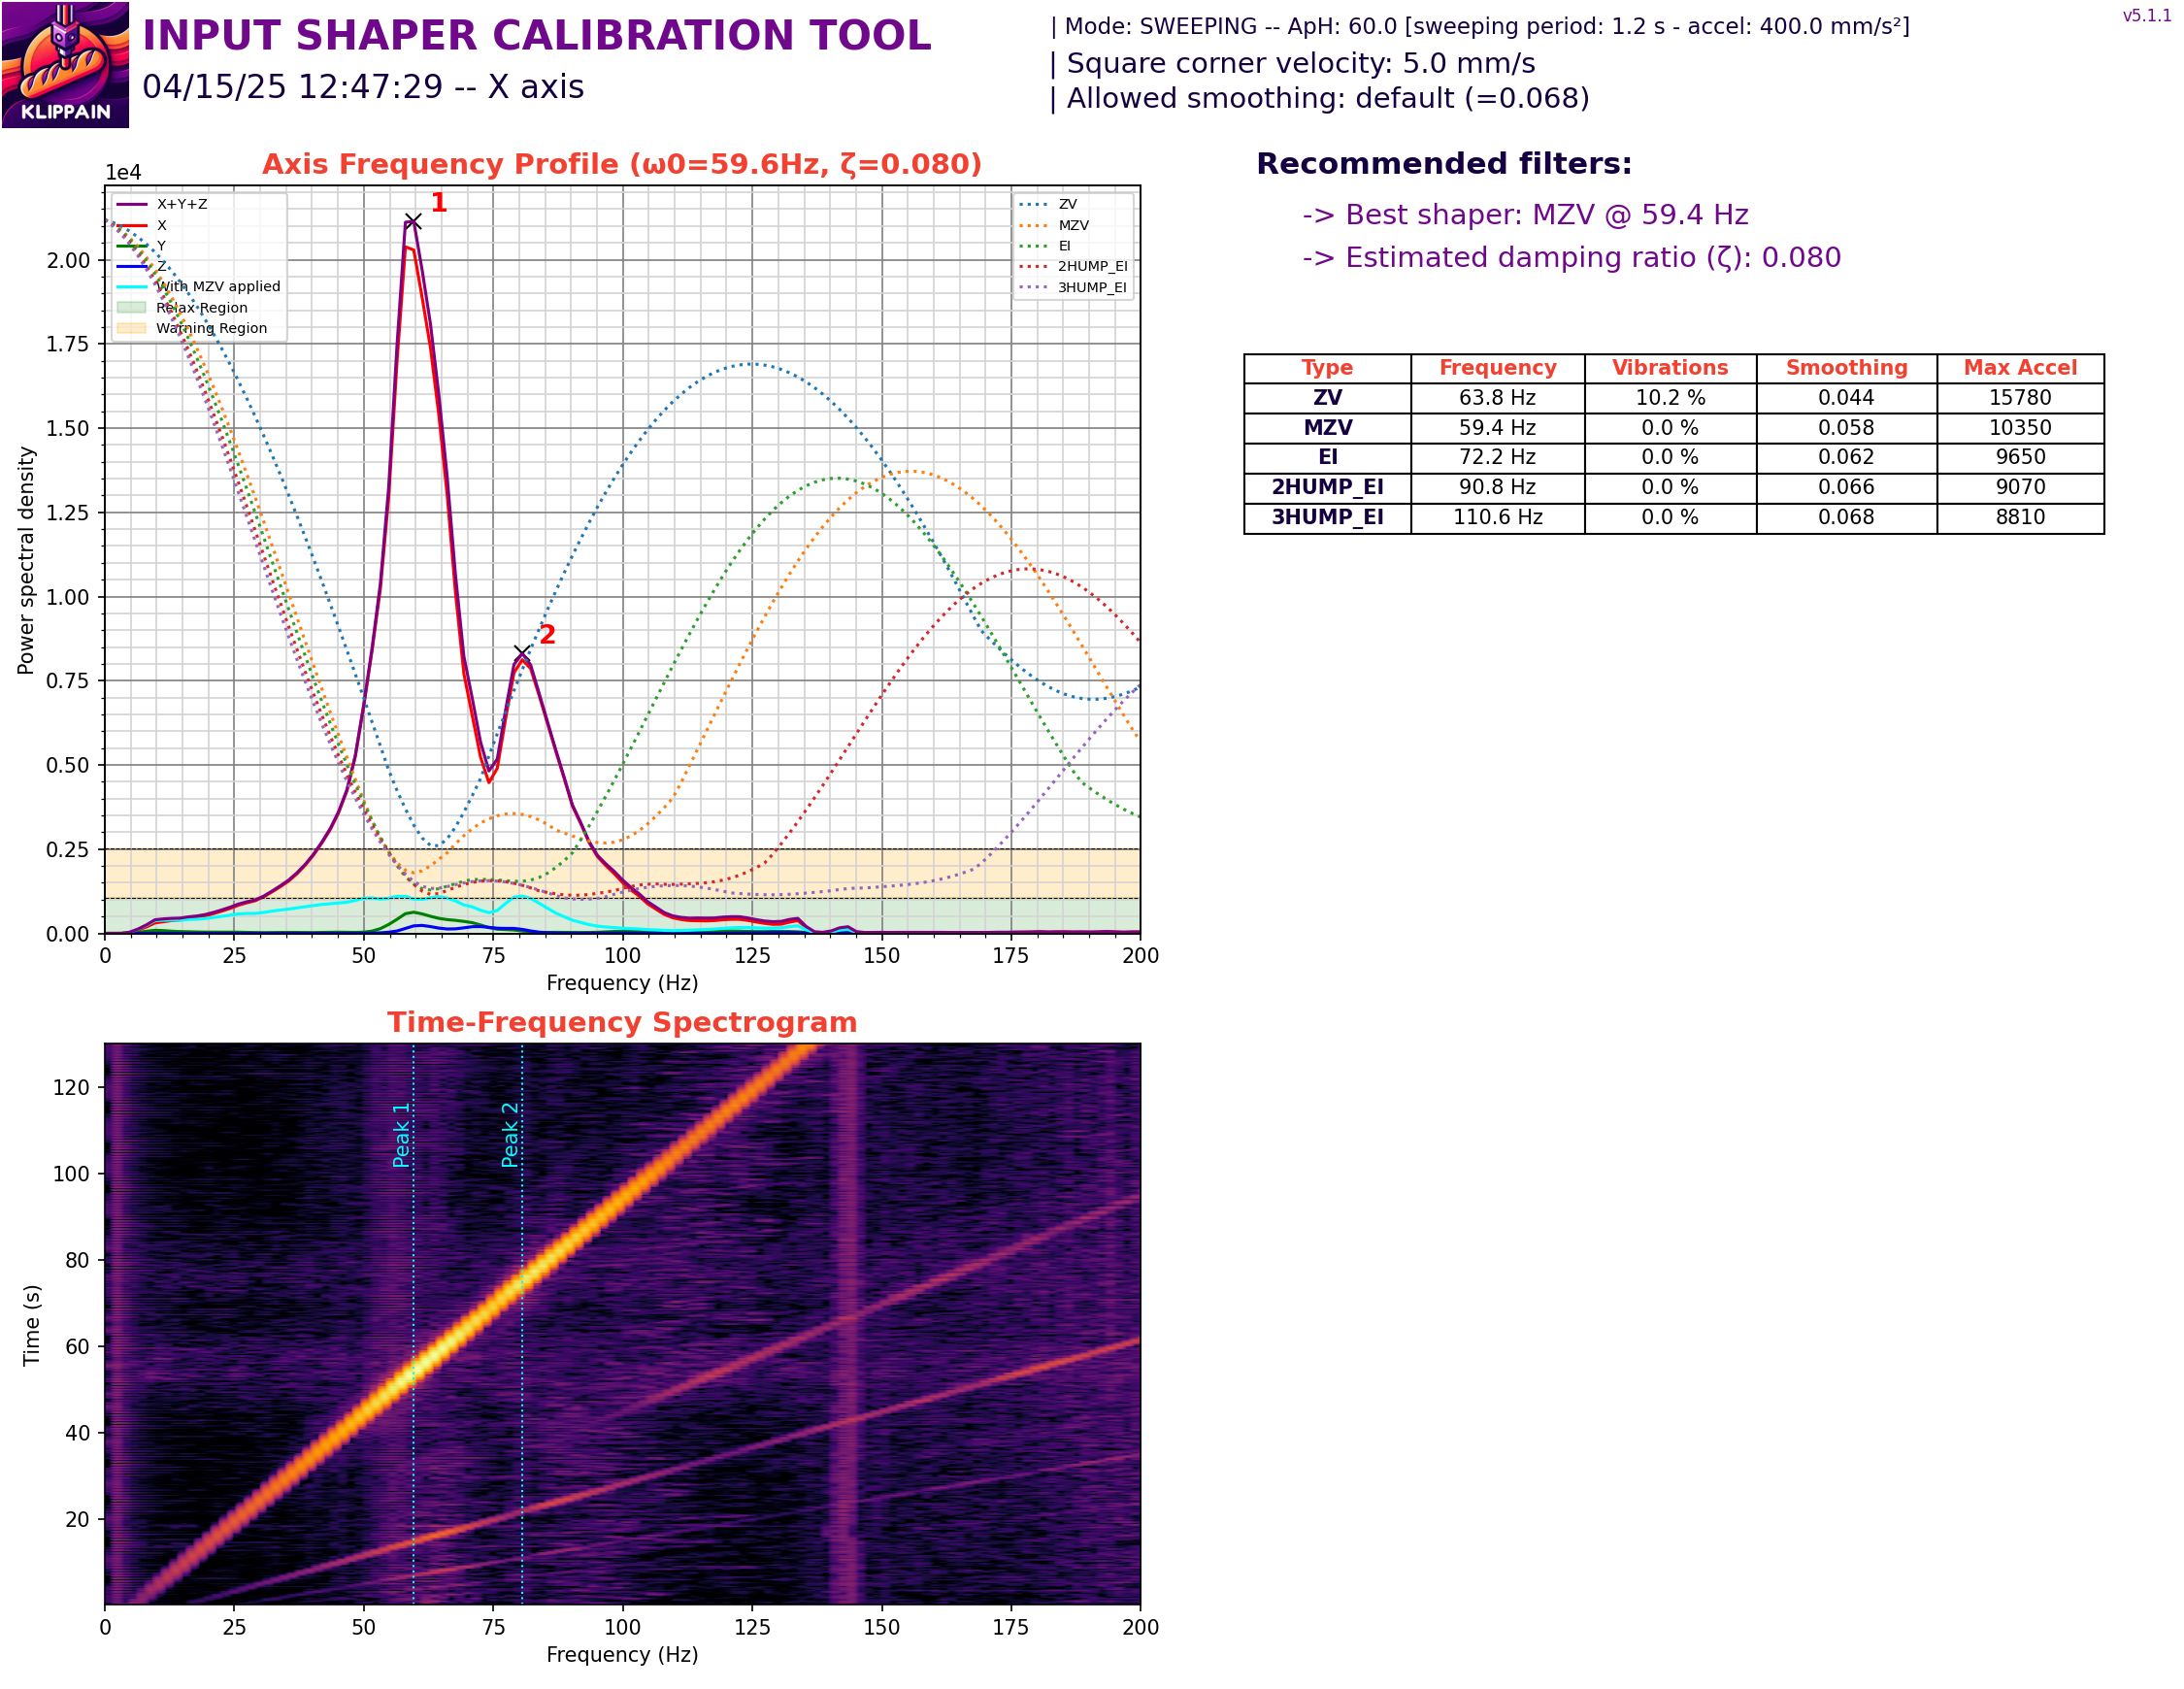 KLIPPAIN
INPUT SHAPER CALIBRATION TOOL
04/15/25 12:47:29 -- X axis
| Mode: SWEEPING -- ApH: 60.0 [sweeping period: 1.2 s - accel: 400.0 mm/s²]
| Square corner velocity: 5.0 mm/s
| Allowed smoothing: default (=0.068)
v5.1.1
Axis Frequency Profile (ω0=59.6Hz, ζ=0.080)
1e4
X+Y+Z
X
Y
Z
With MZV applied
Relax Region
Warning Region
ZV
MZV
EI
2HUMP_EI
3HUMP_EI
1
2
Power spectral density
2.00
1.75
1.50
1.25
1.00
0.75
0.50
0.25
0.00
0 25 50 75 100 125 150 175 200
Frequency (Hz)
Recommended filters:
-> Best shaper: MZV @ 59.4 Hz
-> Estimated damping ratio (ζ): 0.080
Type Frequency Vibrations Smoothing Max Accel
ZV 63.8 Hz 10.2 % 0.044 15780
MZV 59.4 Hz 0.0 % 0.058 10350
EI 72.2 Hz 0.0 % 0.062 9650
2HUMP_EI 90.8 Hz 0.0 % 0.066 9070
3HUMP_EI 110.6 Hz 0.0 % 0.068 8810
Time-Frequency Spectrogram
Peak 1
Peak 2
Time (s)
120
100
80
60
40
20
0 25 50 75 100 125 150 175 200
Frequency (Hz)